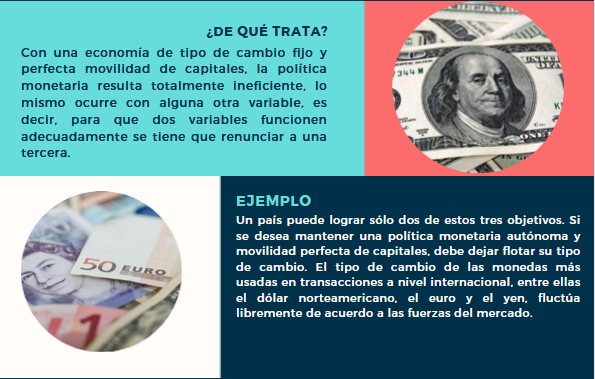 ¿DE QUÉ TRATA?
Con una economía de tipo de cambio fijo y
perfecta movilidad de capitales, la política
monetaria resulta totalmente ineficiente, lo
mismo ocurre con alguna otra variable, es
decir, para que dos variables funcionen
adecuadamente se tiene que renunciar a una
tercera.
EJEMPLO
Un país puede lograr sólo dos de estos tres objetivos. Si
se desea mantener una política monetaria autónoma y
movilidad perfecta de capitales, debe dejar flotar su tipo
de cambio. El tipo de cambio de las monedas más
usadas en transacciones a nivel internacional, entre ellas
el dólar norteamericano, el euro y el yen, fluctúa
libremente de acuerdo a las fuerzas del mercado.
50 EURO